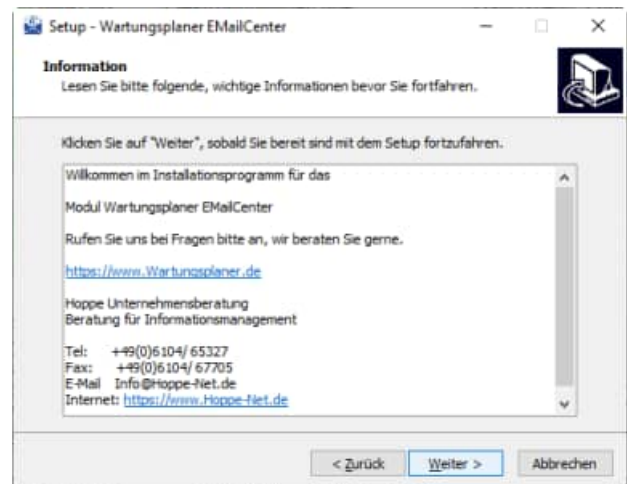 Setup - Wartungsplaner EMailCenter
Information
Lesen Sie bitte folgende, wichtige Informationen bevor Sie fortfahren.
Klicken Sie auf "Weiter", sobald Sie bereit sind mit dem Setup fortzufahren.
Willkommen im Installationsprogramm für das
Modul Wartungsplaner EMailCenter
Rufen Sie uns bei Fragen bitte an, wir beraten Sie gerne.
https://www.Wartungsplaner.de
Hoppe Unternehmensberatung
Beratung für Informationsmanagement
Tel: +49(0)6104/ 65327
Fax: +49(0)6104/ 67705
E-Mail Info@Hoppe-Net.de
Internet: https://www.Hoppe-Net.de
< Zurück Weiter > Abbrechen